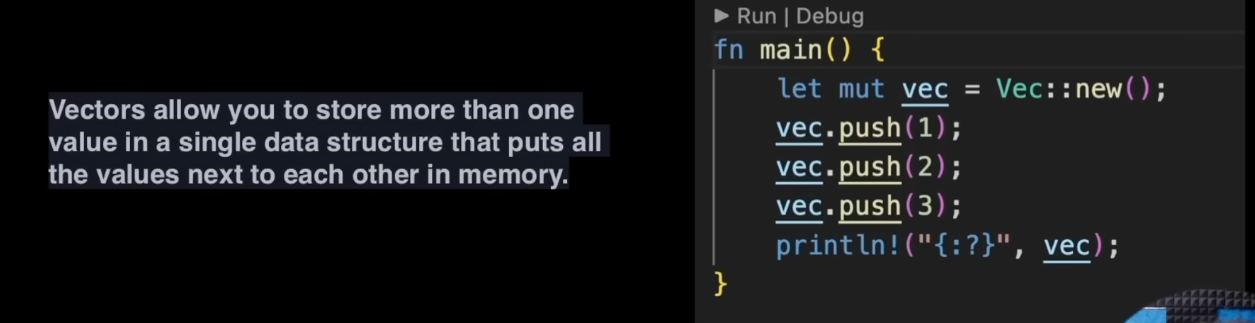 Vectors allow you to store more than one
value in a single data structure that puts all
the values next to each other in memory.
Run | Debug
fn main() {
    let mut vec = Vec::new();
    vec.push(1);
    vec.push(2);
    vec.push(3);
    println!("{:?}", vec);
}